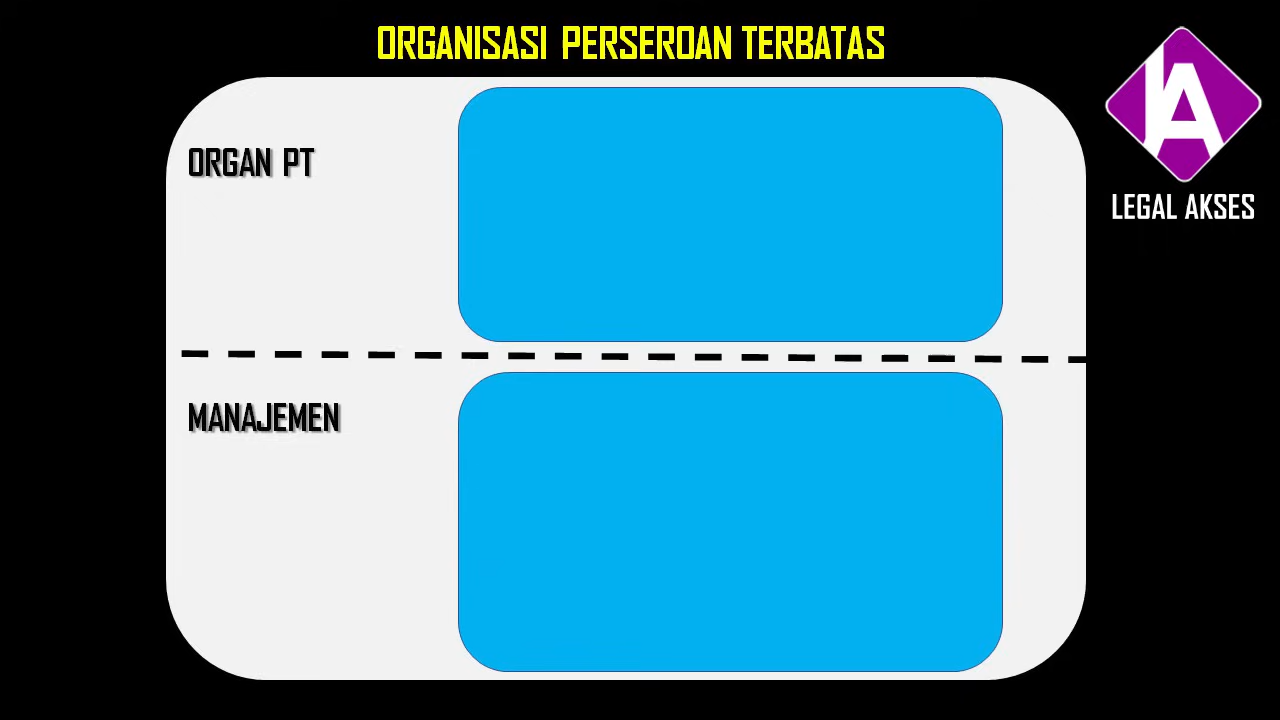 ORGANISASI PERSEROAN TERBATAS
ORGAN PT
LEGAL AKSES
MANAJEMEN